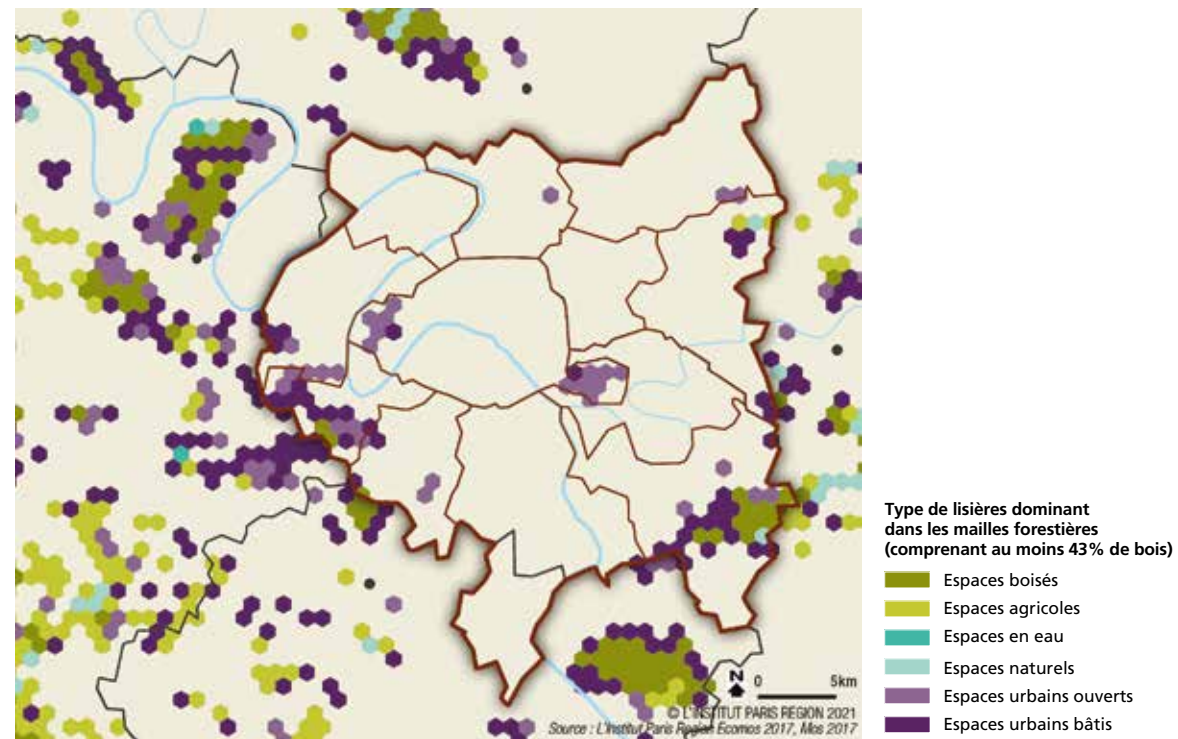 Type de lisières dominant
dans les mailles forestières
(comprenant au moins 43% de bois)
Espaces boisés
Espaces agricoles
Espaces en eau
Espaces naturels
Espaces urbains ouverts
Espaces urbains bâtis
N 0 5km
© L'INSTITUT PARIS REGION 2021
Source : L'Institut Paris Region Ecomos 2017, Mos 2017